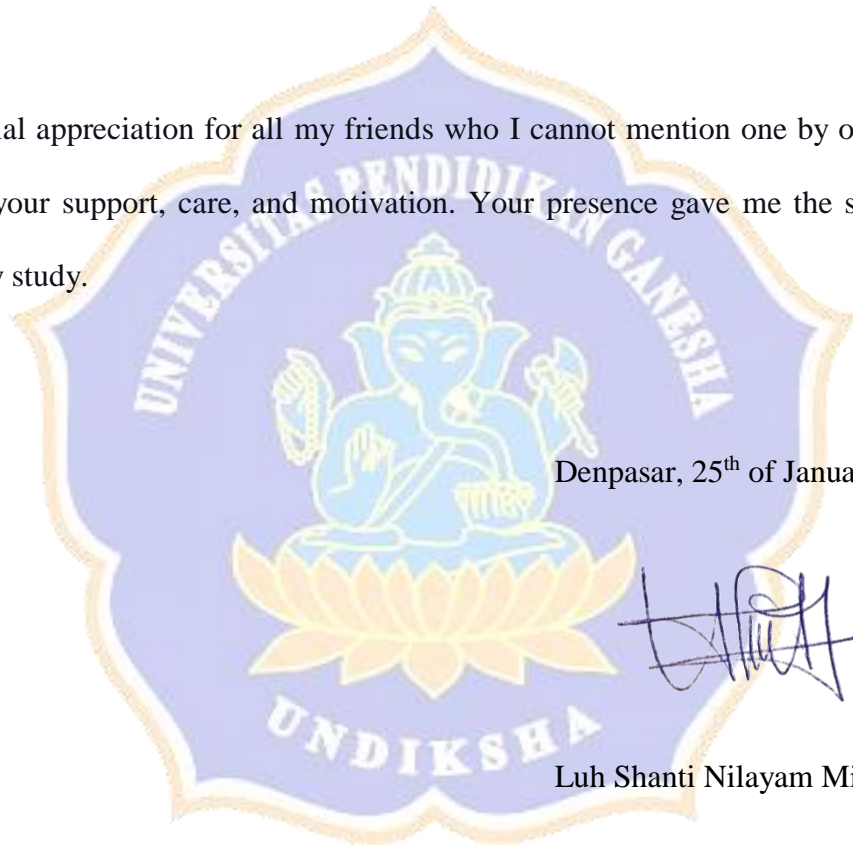 ial appreciation for all my friends who I cannot mention one by o
your support, care, and motivation. Your presence gave me the s
study.
UNIVERSITAS PENDIDIKAN GANESHA
Denpasar, 25th of Janua
UNDIKSHA
Luh Shanti Nilayam Mi